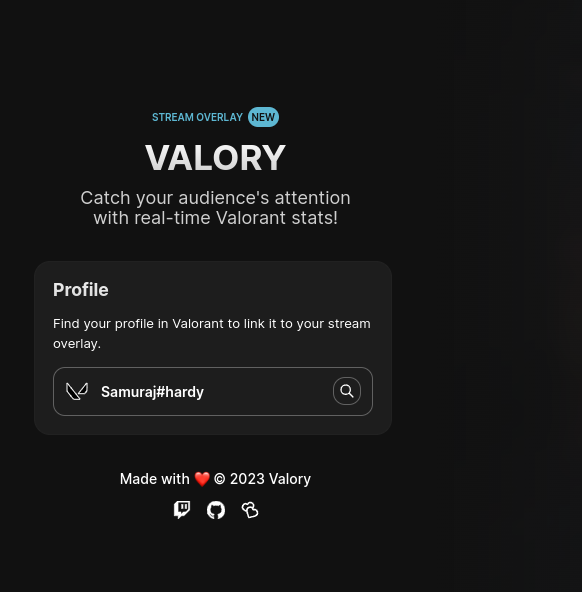 STREAM OVERLAY NEW
VALORY
Catch your audience's attention
with real-time Valorant stats!
Profile
Find your profile in Valorant to link it to your stream
overlay.
Samuraj#hardy
Made with ❤️ © 2023 Valory